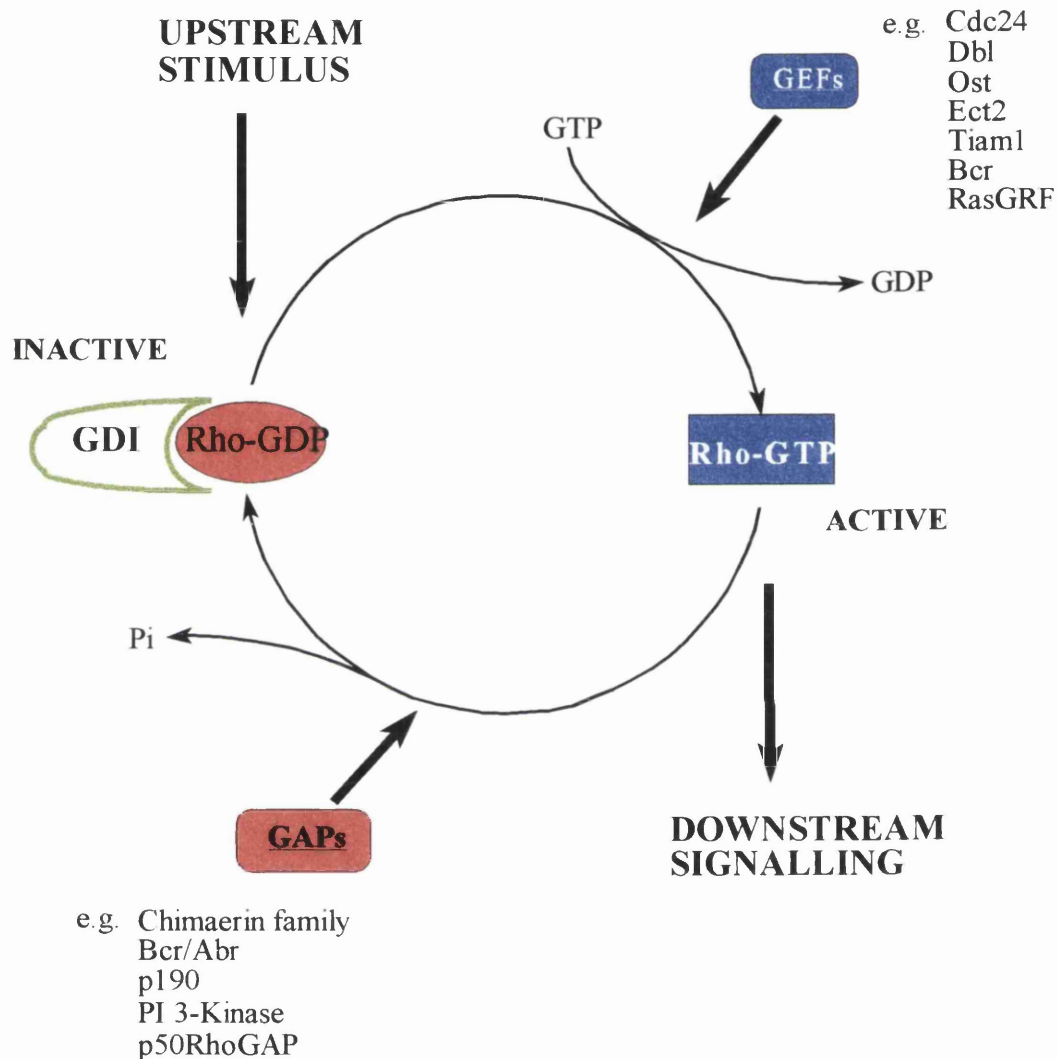 UPSTREAM
STIMULUS
e.g. Cdc24
Dbl
Ost
Ect2
Tiam1
Bcr
RasGRF
GEFs
GTP
GDP
INACTIVE
GDI
Rho-GDP
Rho-GTP
ACTIVE
Pi
GAPs
DOWNSTREAM
SIGNALLING
e.g. Chimaerin family
Bcr/Abr
p190
PI 3-Kinase
p50RhoGAP